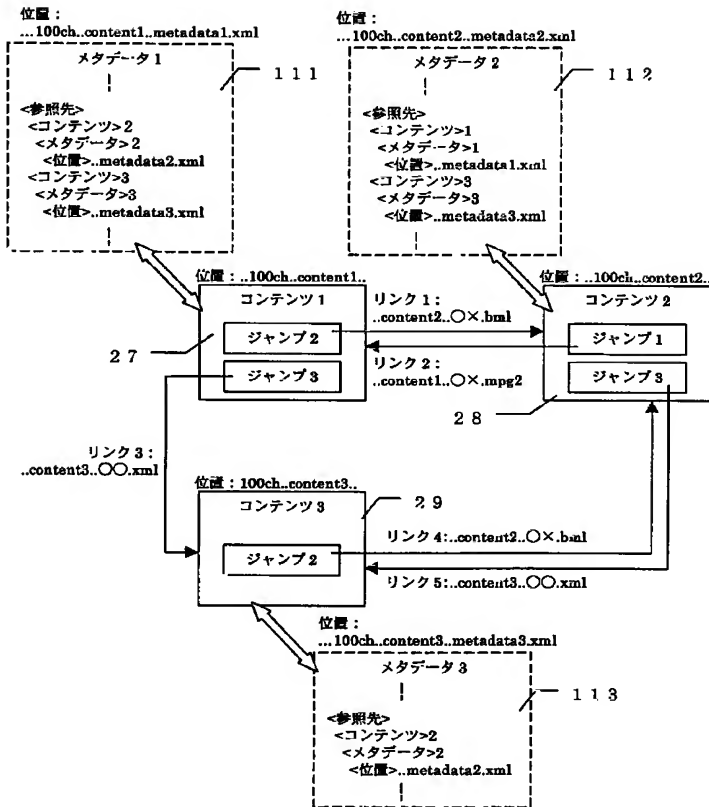 位置：
...100ch..content1..metadata1.xml
メタデータ１
１１１
<参照先>
<コンテンツ>2
<メタデータ>2
<位置>..metadata2.xml
<コンテンツ>3
<メタデータ>3
<位置>..metadata3.xml
位置：
...100ch..content2..metadata2.xml
メタデータ２
１１２
<参照先>
<コンテンツ>1
<メタデータ>1
<位置>..metadata1.xml
<コンテンツ>3
<メタデータ>3
<位置>..metadata3.xml
位置：..100ch..content1..
コンテンツ１
ジャンプ２
ジャンプ３
２７
リンク１：
..content2..○×.bml
リンク２：
..content1..○×.mpg2
位置：..100ch..content2..
コンテンツ２
ジャンプ１
ジャンプ３
２８
リンク３：
..content3..○○.xml
位置：100ch..content3..
コンテンツ３
２９
ジャンプ２
リンク４:..content2..○×.bml
リンク５:..content3..○○.xml
位置：
...100ch..content3..metadata3.xml
メタデータ３
１１３
<参照先>
<コンテンツ>2
<メタデータ>2
<位置>..metadata2.xml